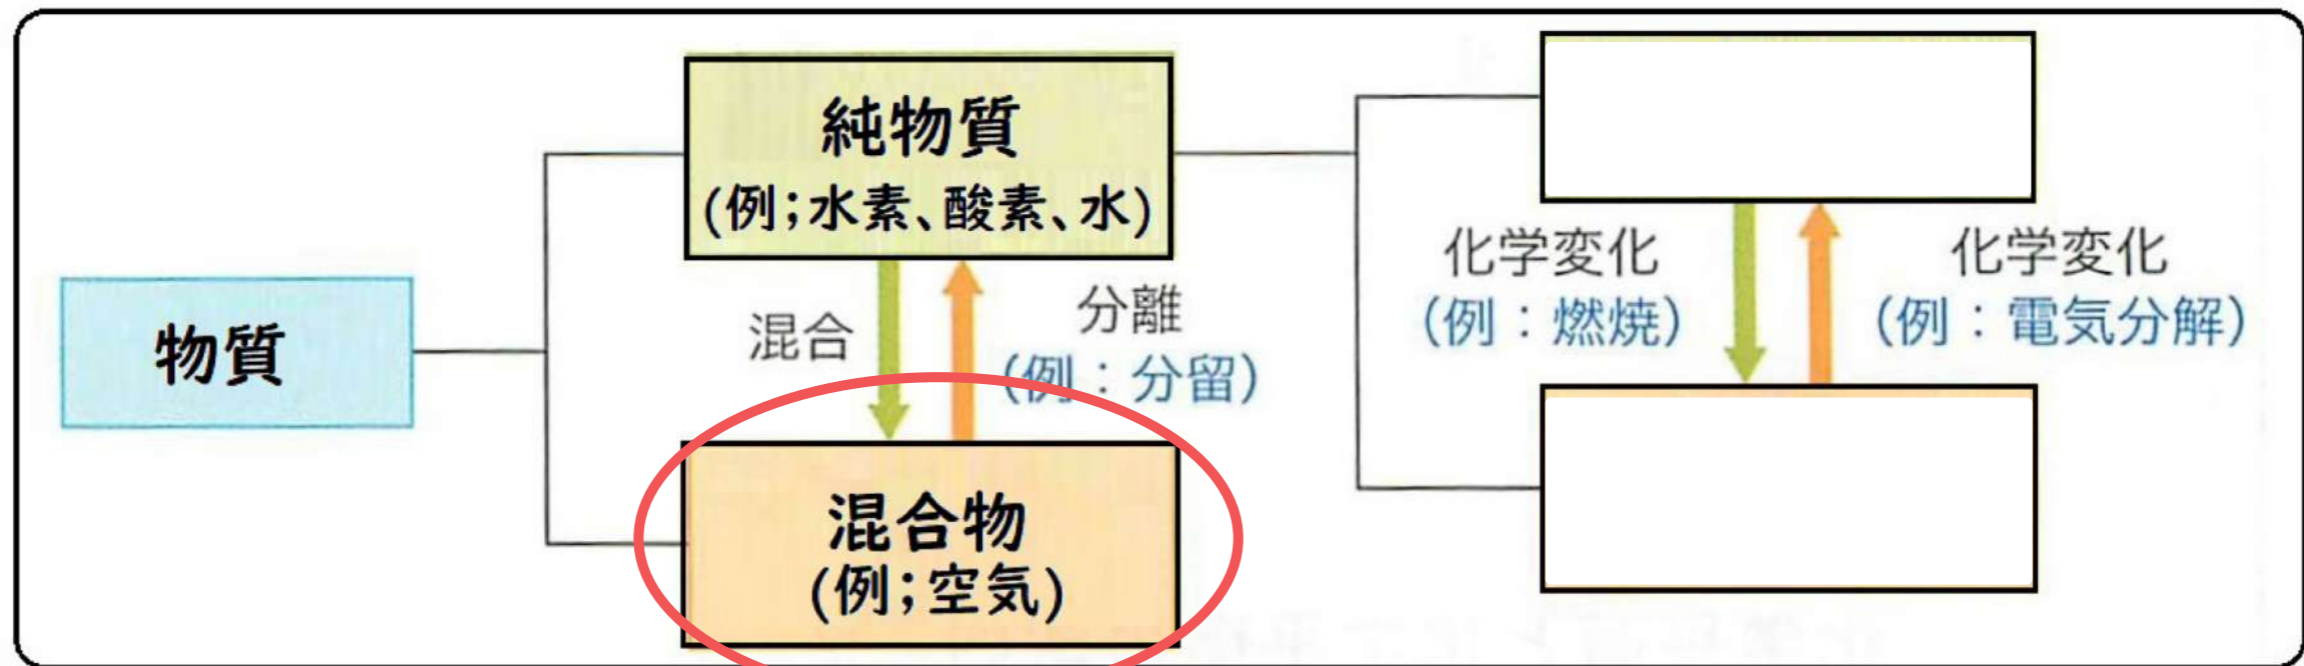 物質
純物質
(例;水素、酸素、水)
混合
分離
(例：分留)
混合物
(例;空気)
化学変化
(例：燃焼)
化学変化
(例：電気分解)